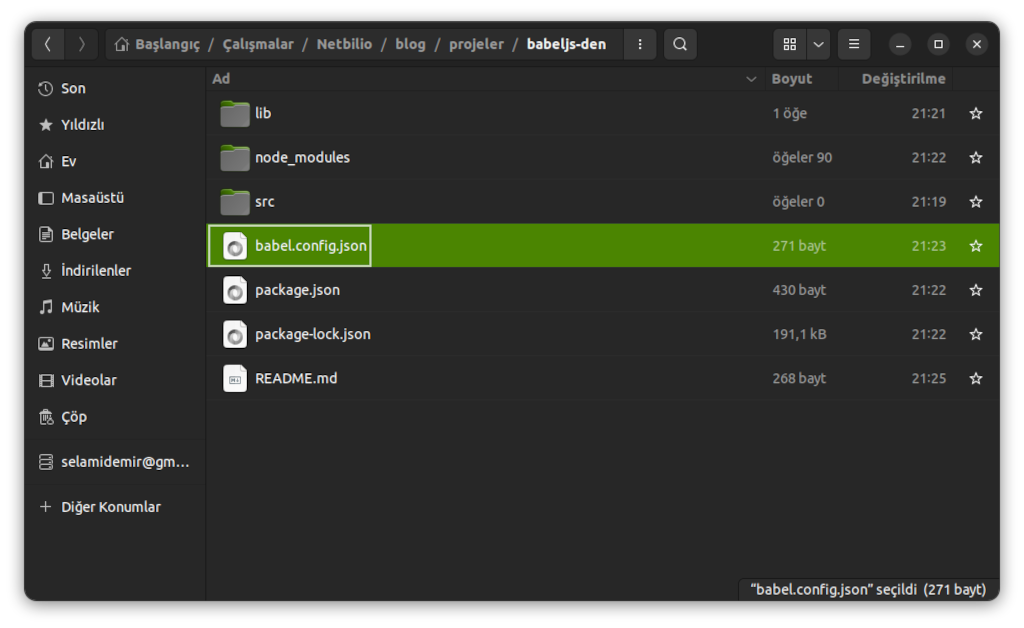 Başlangıç / Çalışmalar / Netbilio / blog / projeler / babeljs-den
Son
Yıldızlı
Ev
Masaüstü
Belgeler
İndirilenler
Müzik
Resimler
Videolar
Çöp
selamidemir@gm...
Diğer Konumlar
Ad Boyut Değiştirilme
lib 1 öğe 21:21
node_modules öğeler 90 21:22
src öğeler 0 21:19
babel.config.json 271 bayt 21:23
package.json 430 bayt 21:22
package-lock.json 191,1 kB 21:22
README.md 268 bayt 21:25
“babel.config.json” seçildi (271 bayt)